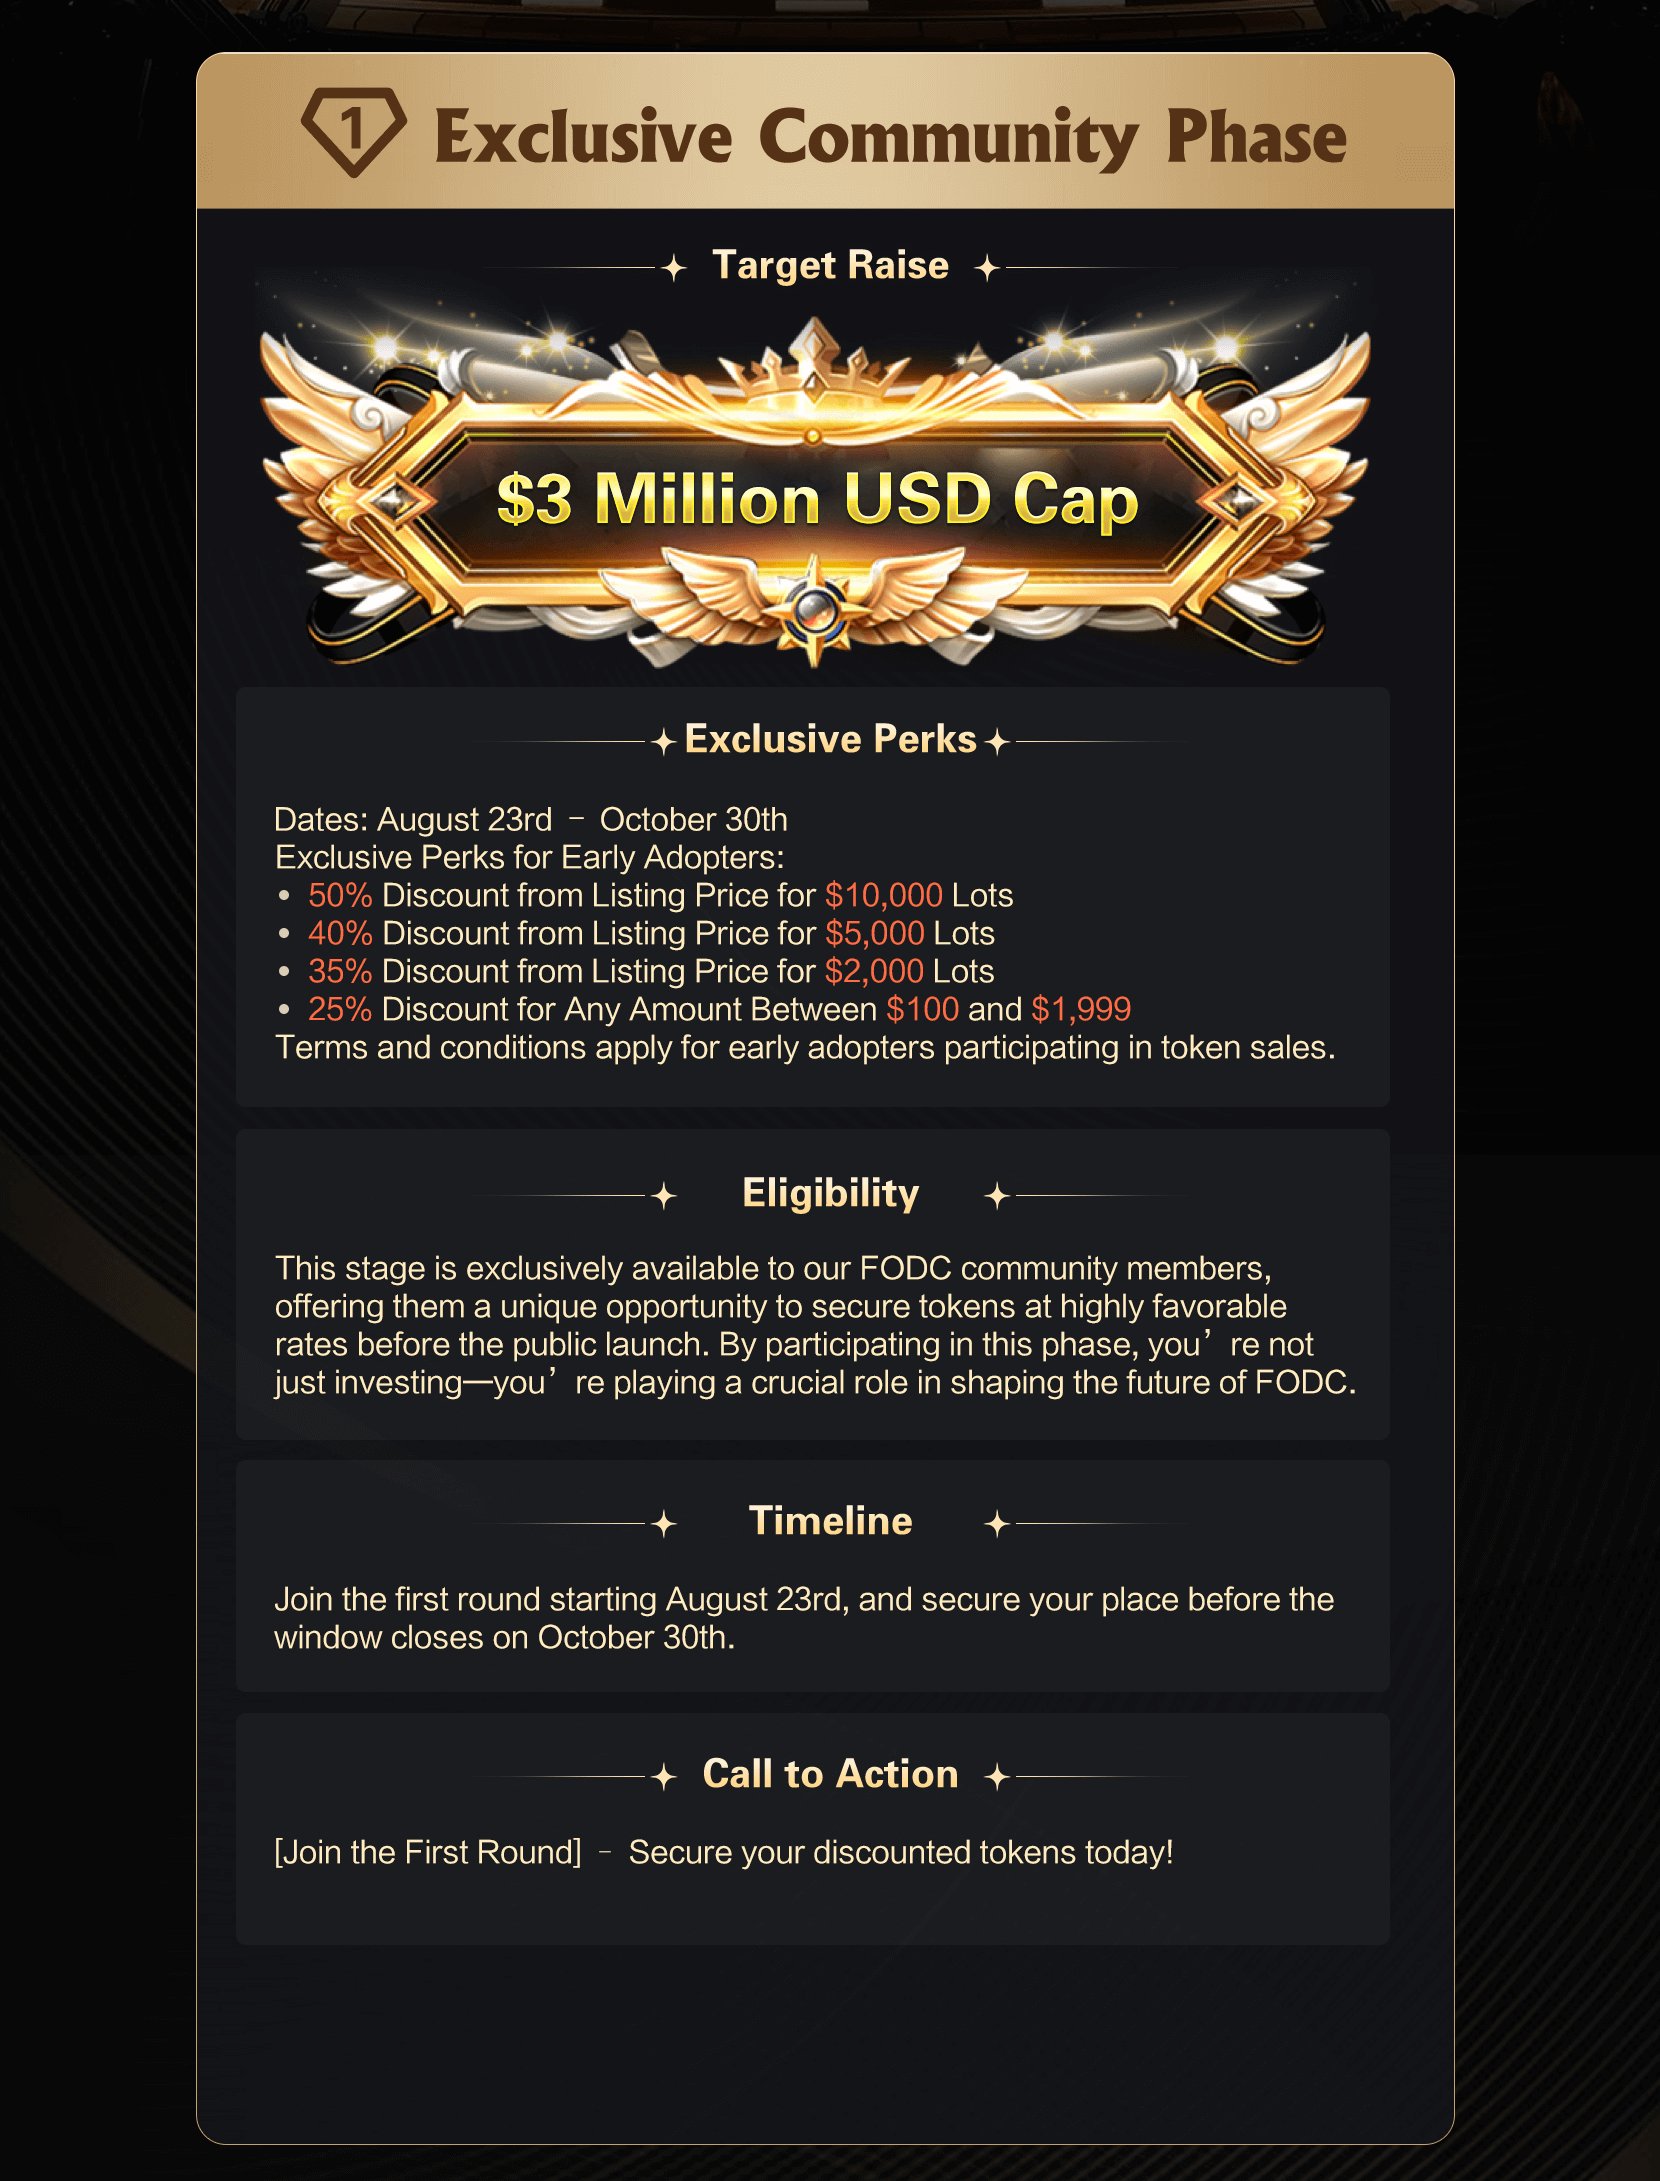 1 Exclusive Community Phase
Target Raise
$3 Million USD Cap
Exclusive Perks
Dates: August 23rd – October 30th
Exclusive Perks for Early Adopters:
• 50% Discount from Listing Price for $10,000 Lots
• 40% Discount from Listing Price for $5,000 Lots
• 35% Discount from Listing Price for $2,000 Lots
• 25% Discount for Any Amount Between $100 and $1,999
Terms and conditions apply for early adopters participating in token sales.
Eligibility
This stage is exclusively available to our FODC community members,
offering them a unique opportunity to secure tokens at highly favorable
rates before the public launch. By participating in this phase, you’re not
just investing—you’re playing a crucial role in shaping the future of FODC.
Timeline
Join the first round starting August 23rd, and secure your place before the
window closes on October 30th.
Call to Action
[Join the First Round] – Secure your discounted tokens today!